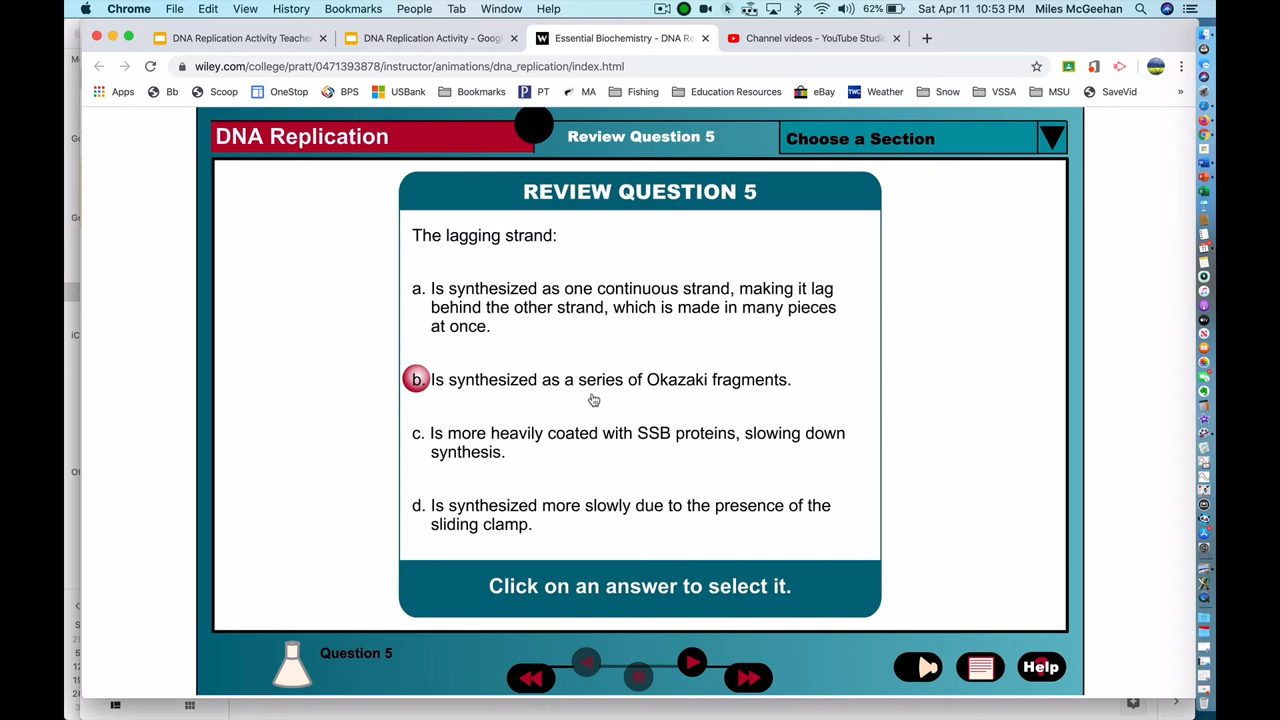 Chrome File Edit View History Bookmarks People Tab Window Help 62% Sat Apr 11 10:53 PM Miles McGeehan
DNA Replication Activity Teacher DNA Replication Activity - Goog Essential Biochemistry - DNA Re Channel videos - YouTube Studio
wiley.com/college/pratt/0471393878/instructor/animations/dna_replication/index.html
Apps Bb Scoop OneStop BPS USBank Bookmarks PT MA Fishing Education Resources eBay Weather Snow VSSA MSU SaveVid »
DNA Replication Review Question 5 Choose a Section
REVIEW QUESTION 5
The lagging strand:
a. Is synthesized as one continuous strand, making it lag
behind the other strand, which is made in many pieces
at once.
b. Is synthesized as a series of Okazaki fragments.
c. Is more heavily coated with SSB proteins, slowing down
synthesis.
d. Is synthesized more slowly due to the presence of the
sliding clamp.
Click on an answer to select it.
Question 5
Help